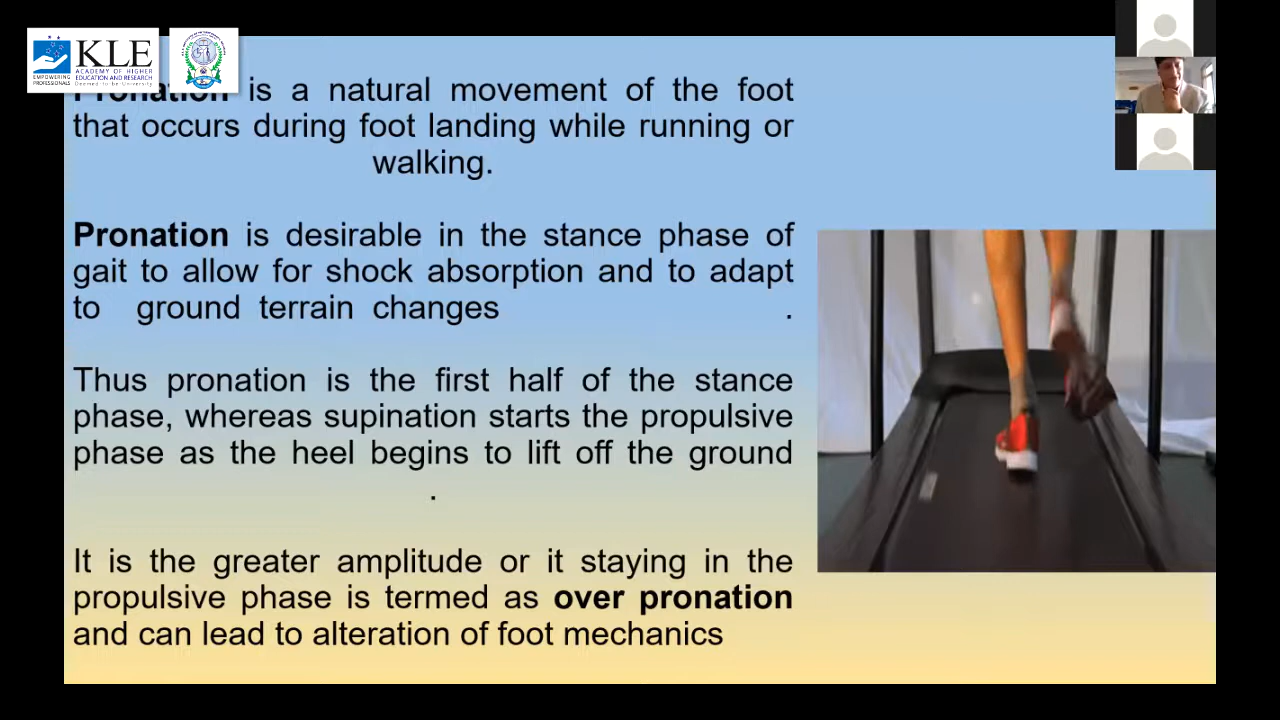 KLE
ACADEMY OF HIGHER
EDUCATION AND RESEARCH
Deemed to be University
EMPOWERING
PROFESSIONALS
Pronation is a natural movement of the foot
that occurs during foot landing while running or
walking.
Pronation is desirable in the stance phase of
gait to allow for shock absorption and to adapt
to ground terrain changes .
Thus pronation is the first half of the stance
phase, whereas supination starts the propulsive
phase as the heel begins to lift off the ground
.
It is the greater amplitude or it staying in the
propulsive phase is termed as over pronation
and can lead to alteration of foot mechanics